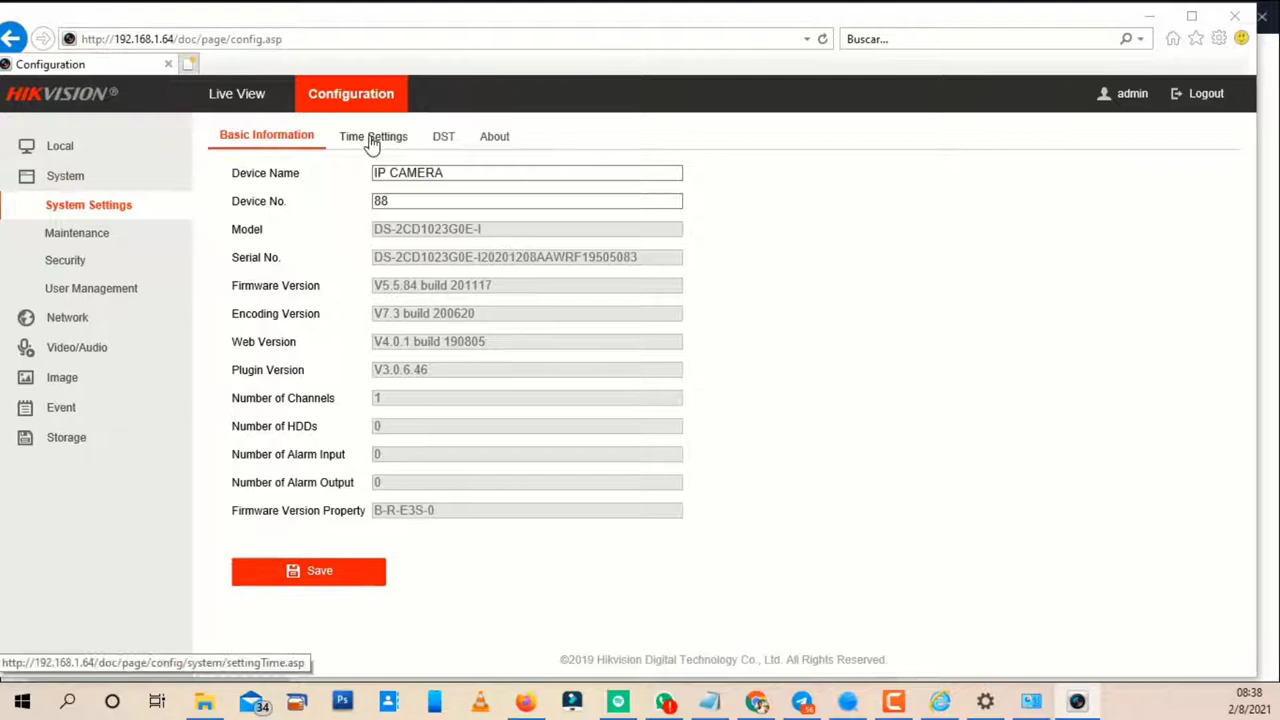 http://192.168.1.64/doc/page/config.asp
Buscar...
Configuration
HIKVISION®
Live View
Configuration
admin
Logout
Local
System
System Settings
Maintenance
Security
User Management
Network
Video/Audio
Image
Event
Storage
Basic Information
Time Settings
DST
About
Device Name
IP CAMERA
Device No.
88
Model
DS-2CD1023G0E-I
Serial No.
DS-2CD1023G0E-I20201208AAWRF19505083
Firmware Version
V5.5.84 build 201117
Encoding Version
V7.3 build 200620
Web Version
V4.0.1 build 190805
Plugin Version
V3.0.6.46
Number of Channels
1
Number of HDDs
0
Number of Alarm Input
0
Number of Alarm Output
0
Firmware Version Property
B-R-E3S-0
Save
http://192.168.1.64/doc/page/config/system/settingTime.asp
©2019 Hikvision Digital Technology Co., Ltd. All Rights Reserved.
34
Ps
56
08:38
2/8/2021